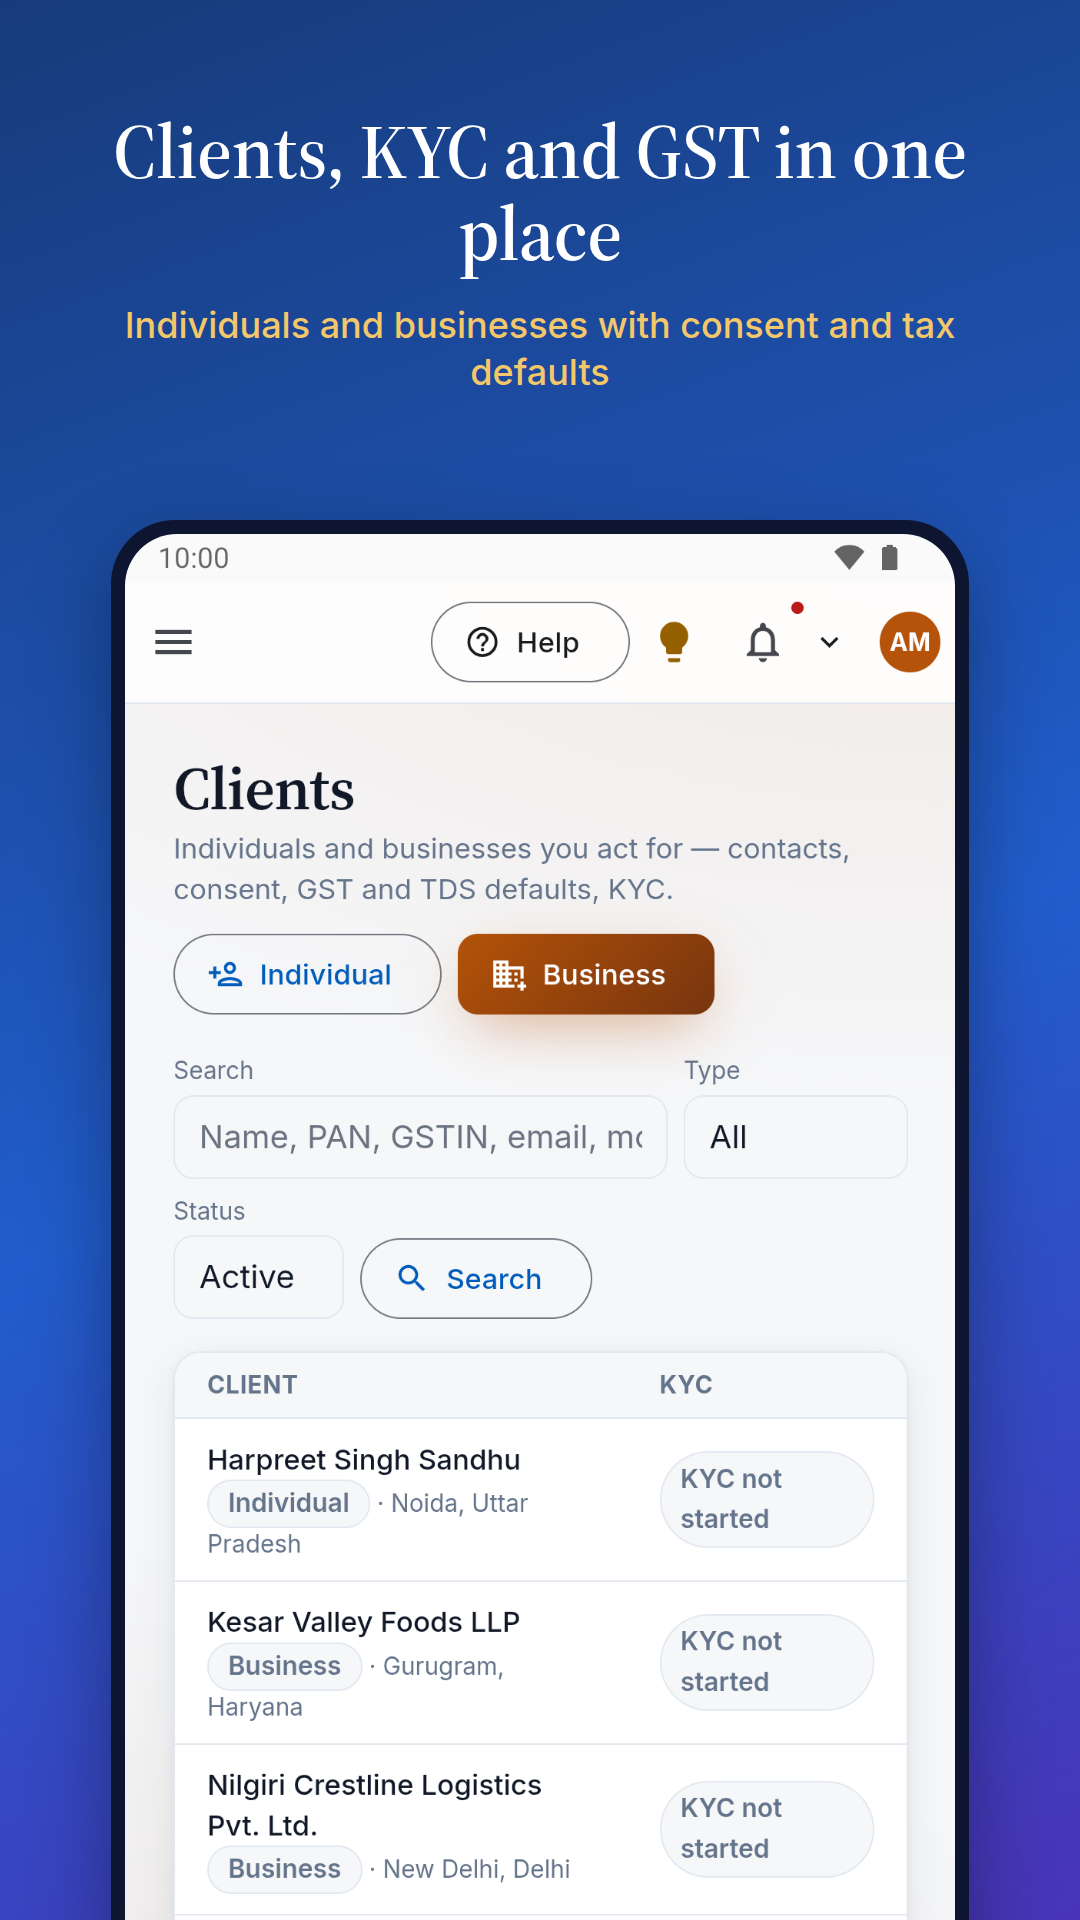 Clients, KYC and GST in one
place
Individuals and businesses with consent and tax
defaults
10:00
Help
AM
Clients
Individuals and businesses you act for — contacts,
consent, GST and TDS defaults, KYC.
Individual
Business
Search
Type
Name, PAN, GSTIN, email, mo
All
Status
Active
Search
CLIENT
KYC
Harpreet Singh Sandhu
Individual · Noida, Uttar
Pradesh
KYC not
started
Kesar Valley Foods LLP
Business · Gurugram,
Haryana
KYC not
started
Nilgiri Crestline Logistics
Pvt. Ltd.
Business · New Delhi, Delhi
KYC not
started